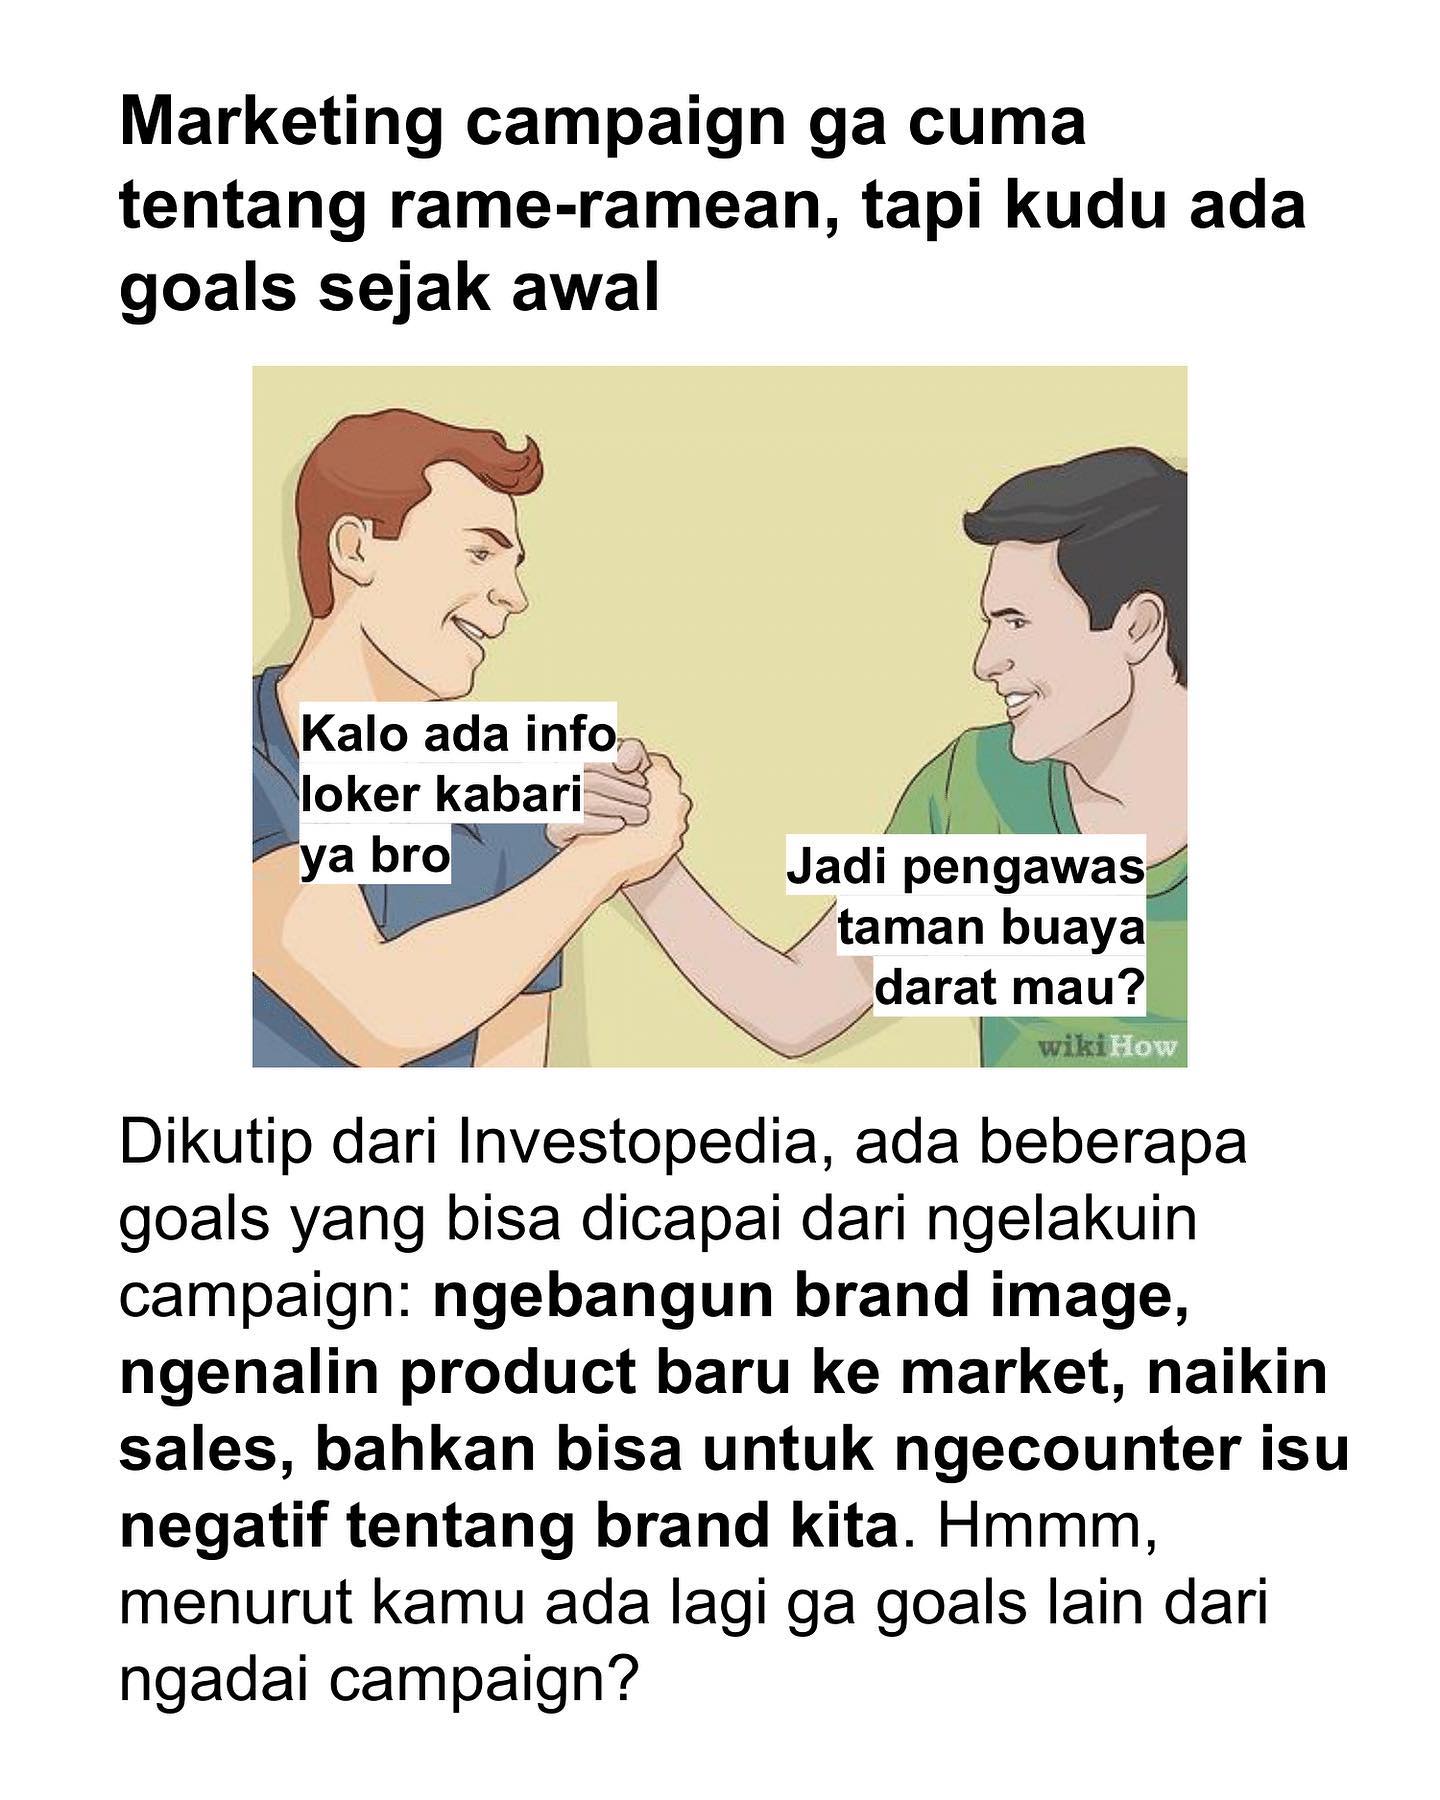 Marketing campaign ga cuma
tentang rame-ramean, tapi kudu ada
goals sejak awal
Kalo ada info
loker kabari
ya bro
Jadi pengawas
taman buaya
darat mau?
wikiHow
Dikutip dari Investopedia, ada beberapa
goals yang bisa dicapai dari ngelakuin
campaign: ngebangun brand image,
ngenalin product baru ke market, naikin
sales, bahkan bisa untuk ngecounter isu
negatif tentang brand kita. Hmmm,
menurut kamu ada lagi ga goals lain dari
ngadai campaign?